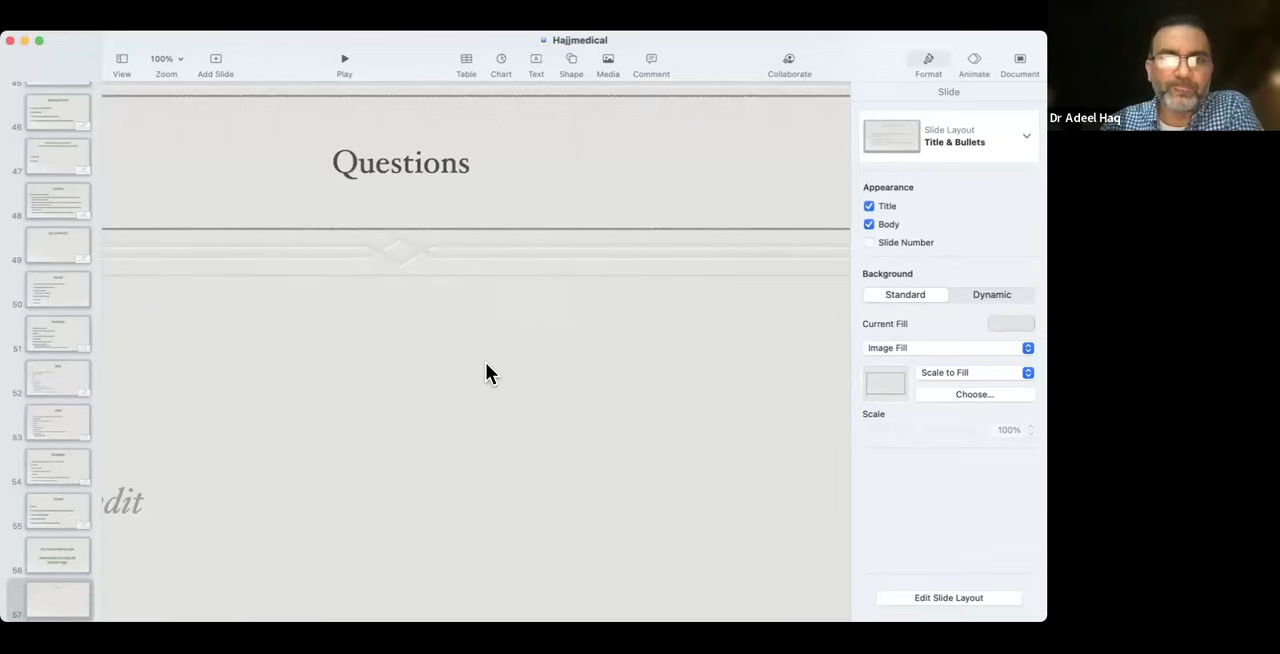 Hajjmedical
100%
View
Zoom
Add Slide
Play
Table
Chart
Text
Shape
Media
Comment
Collaborate
Format
Animate
Document
45
46
47
48
49
50
51
52
53
54
55
56
57
Questions
dit
Slide
Slide Layout
Title & Bullets
Appearance
Title
Body
Slide Number
Background
Standard
Dynamic
Current Fill
Image Fill
Scale to Fill
Choose...
Scale
100%
Edit Slide Layout
Dr Adeel Haq